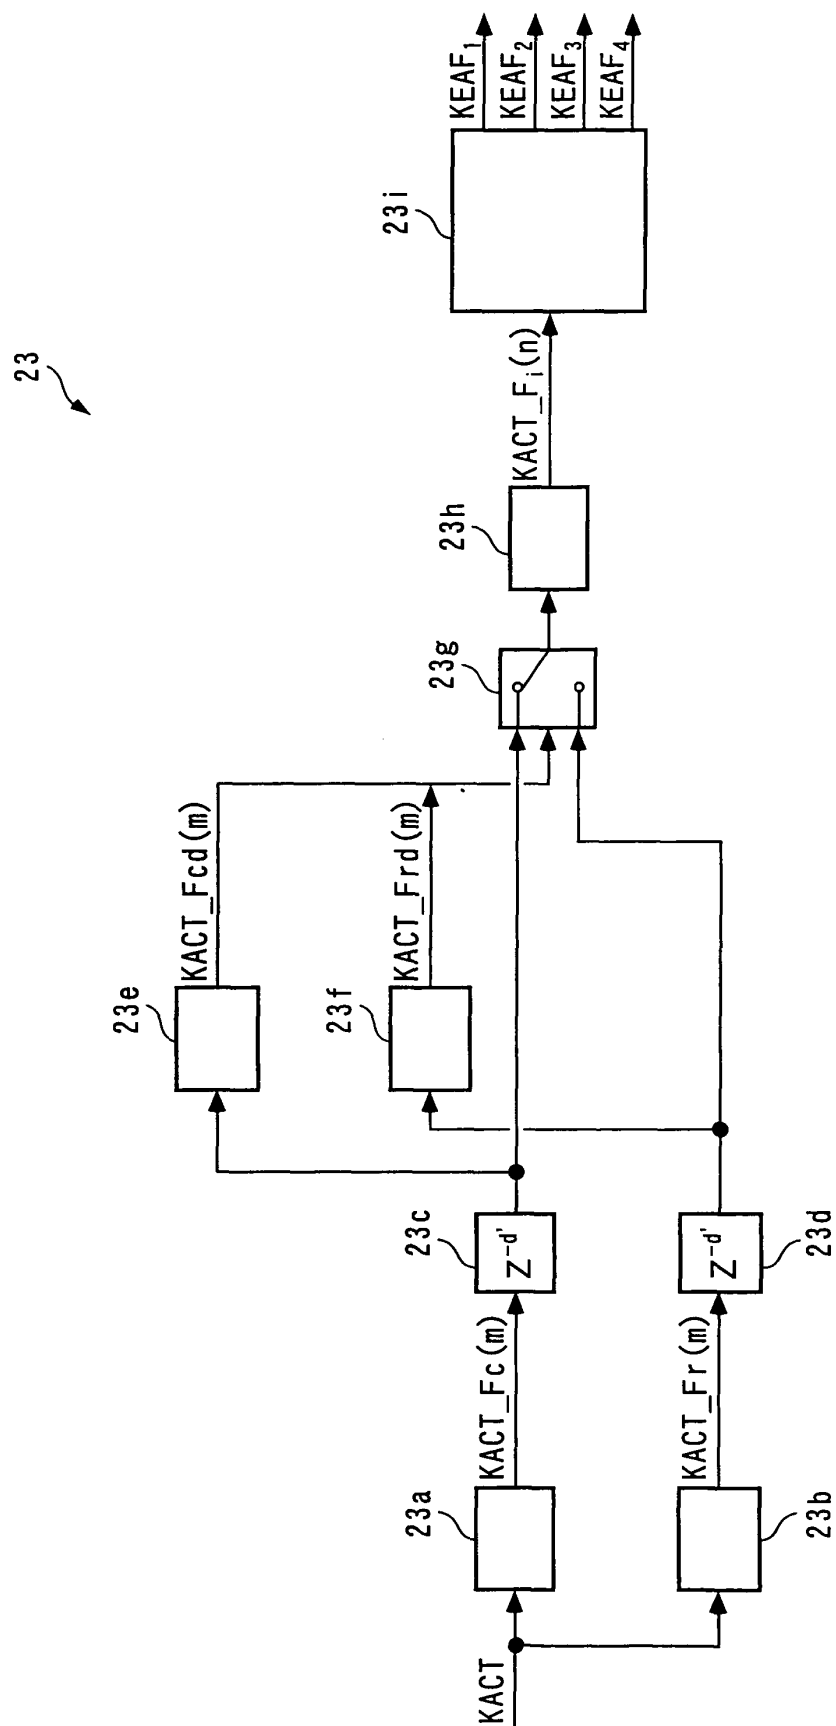 23
KACT
23a
KACT_Fc(m)
23c
Z-d'
23b
KACT_Fr(m)
23d
Z-d'
23e
KACT_Fcd(m)
23f
KACT_Frd(m)
23g
23h
KACT_Fi(n)
23i
KEAF1
KEAF2
KEAF3
KEAF4